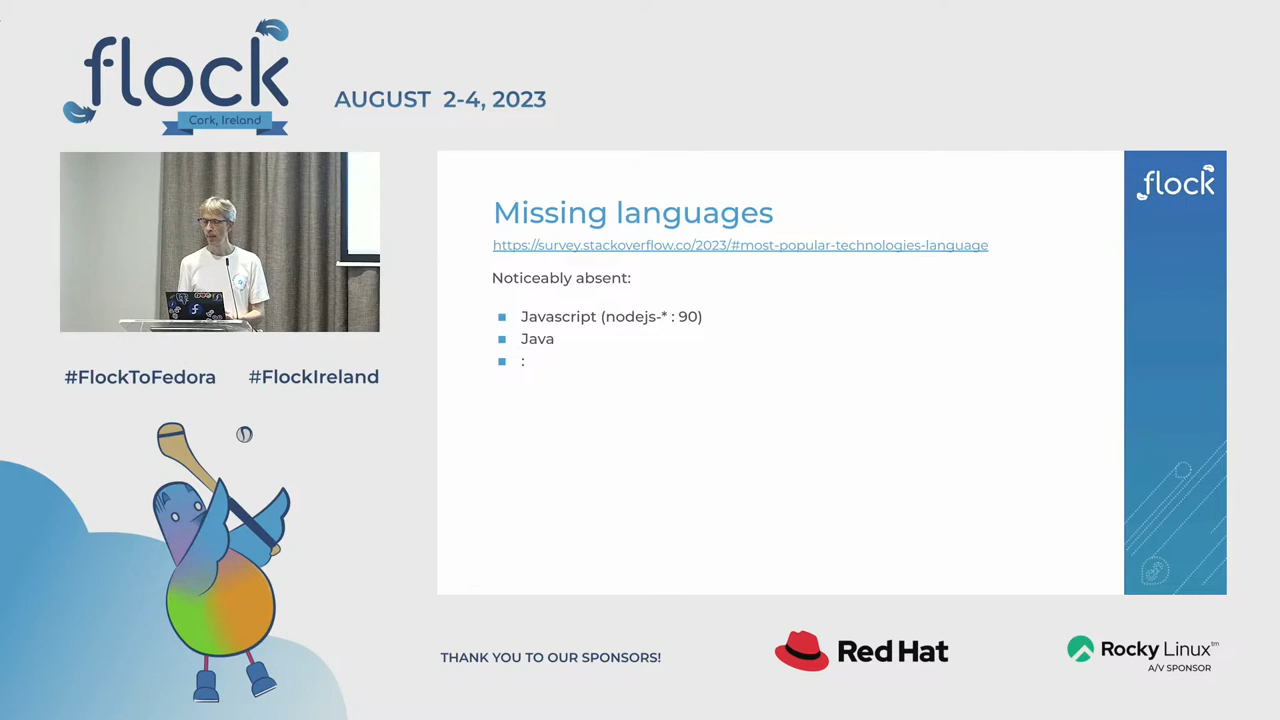 flock
Cork, Ireland
AUGUST 2-4, 2023
flock
Missing languages
https://survey.stackoverflow.co/2023/#most-popular-technologies-language
Noticeably absent:
■ Javascript (nodejs-* : 90)
■ Java
■ :
#FlockToFedora #FlockIreland
THANK YOU TO OUR SPONSORS!
Red Hat
Rocky Linux™
A/V SPONSOR